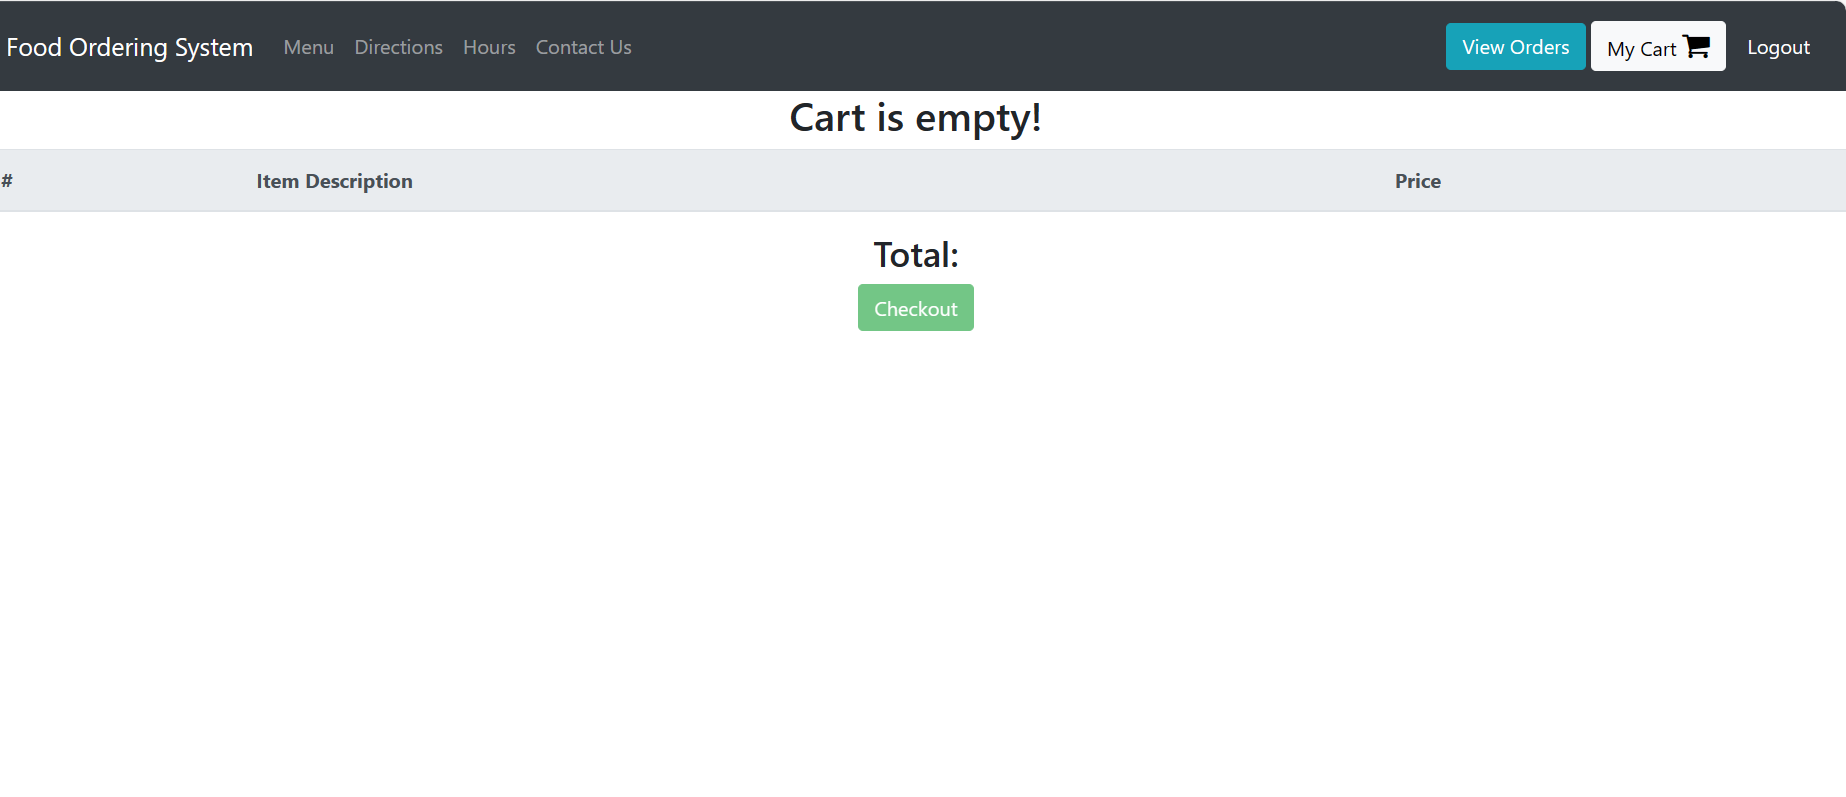 Food Ordering System Menu Directions Hours Contact Us View Orders My Cart Logout
Cart is empty!
# Item Description Price
Total:
Checkout